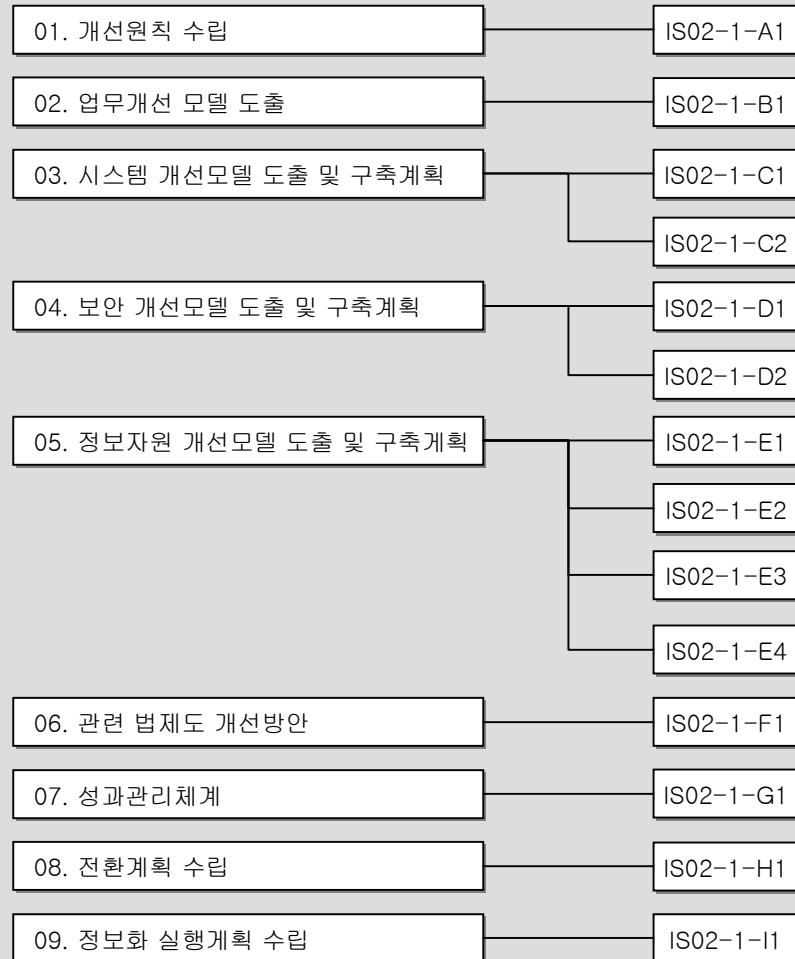 01. 개선원칙 수립
IS02-1-A1
02. 업무개선 모델 도출
IS02-1-B1
03. 시스템 개선모델 도출 및 구축계획
IS02-1-C1
IS02-1-C2
04. 보안 개선모델 도출 및 구축계획
IS02-1-D1
IS02-1-D2
05. 정보자원 개선모델 도출 및 구축게획
IS02-1-E1
IS02-1-E2
IS02-1-E3
IS02-1-E4
06. 관련 법제도 개선방안
IS02-1-F1
07. 성과관리체계
IS02-1-G1
08. 전환계획 수립
IS02-1-H1
09. 정보화 실행계획 수립
IS02-1-I1